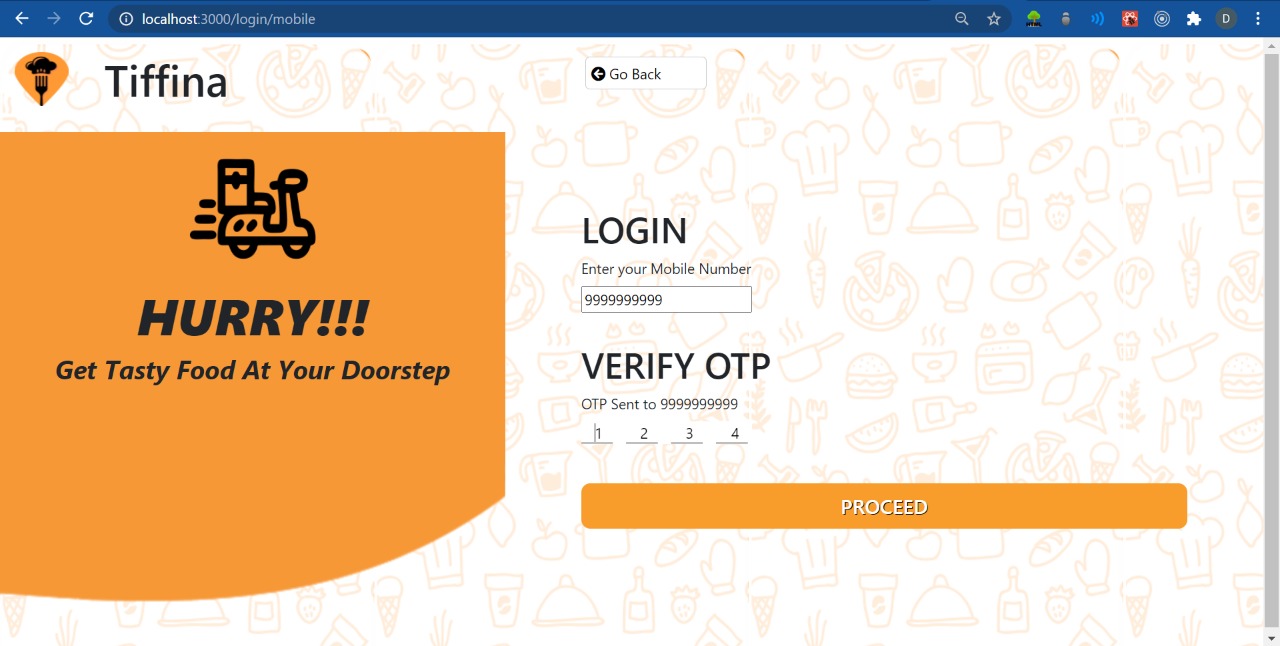 localhost:3000/login/mobile
D
Tiffina
Go Back
HURRY!!!
Get Tasty Food At Your Doorstep
LOGIN
Enter your Mobile Number
9999999999
VERIFY OTP
OTP Sent to 9999999999
1 2 3 4
PROCEED